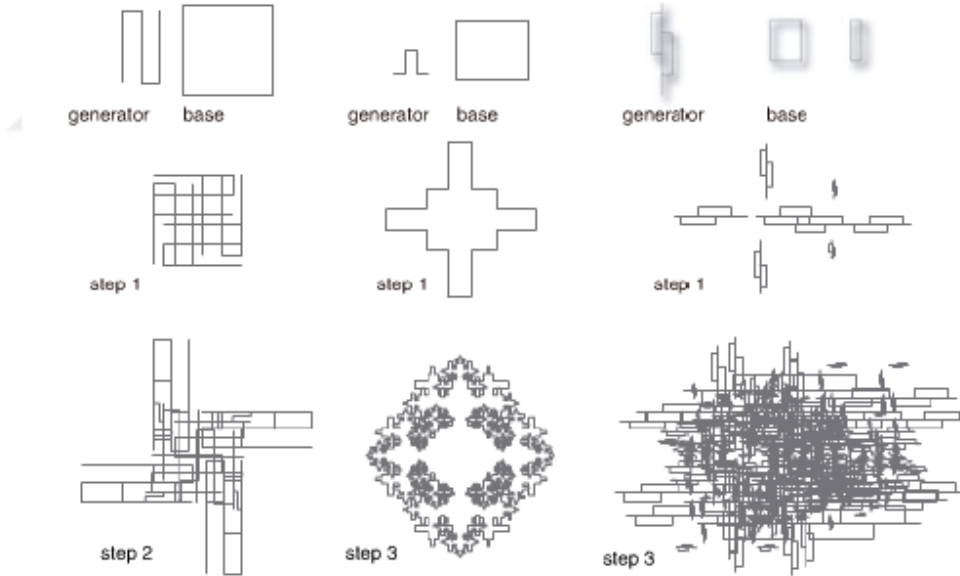 generator base
generator base
generator base
step 1
step 1
step 1
step 2
step 3
step 3